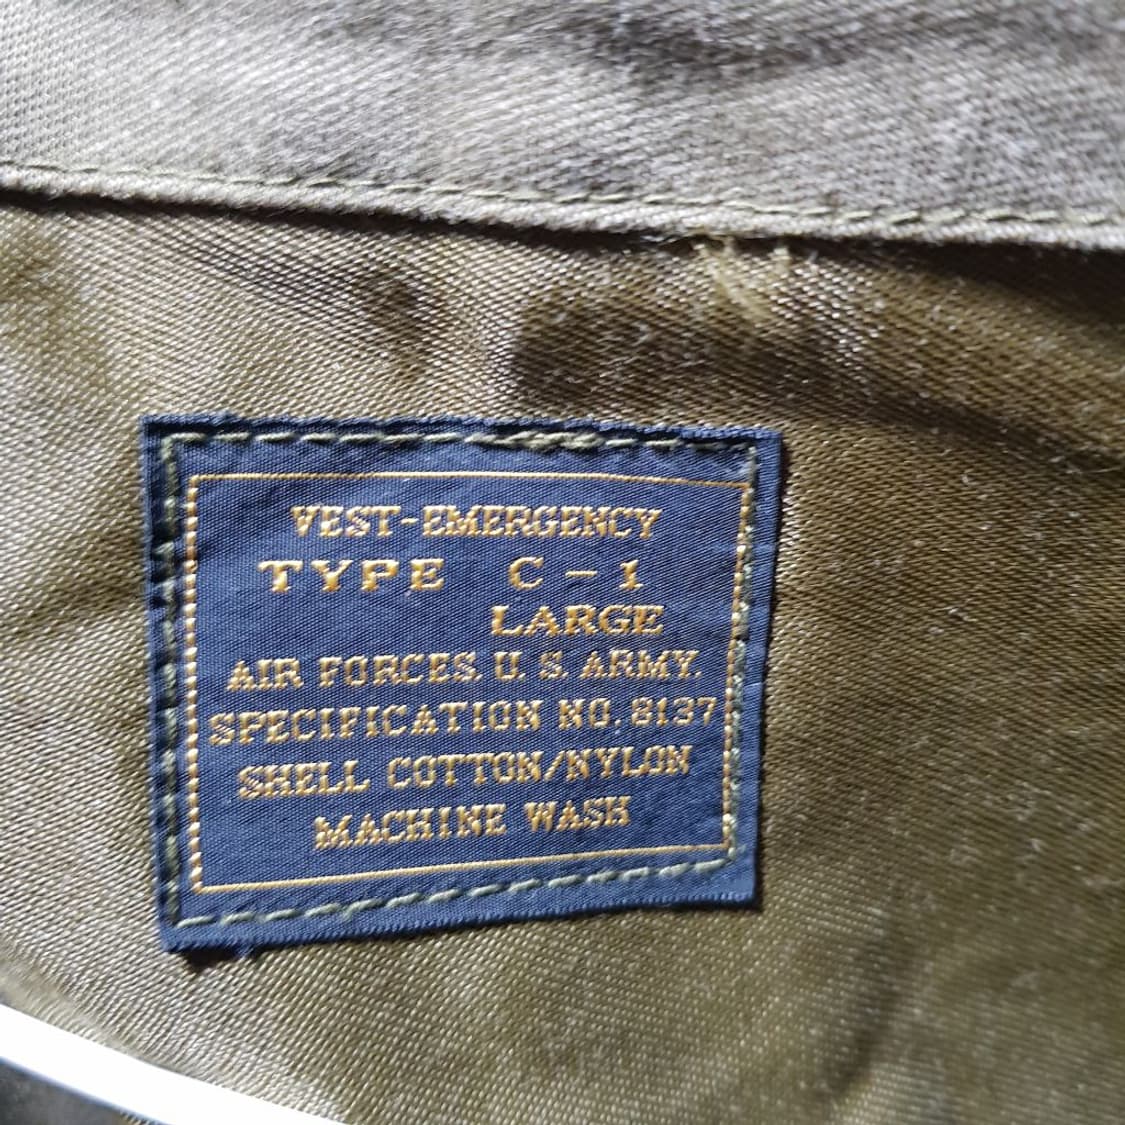 VEST-EMERGENCY
TYPE C-1
LARGE
AIR FORCES. U. S. ARMY.
SPECIFICATION NO. 8137
SHELL COTTON/NYLON
MACHINE WASH